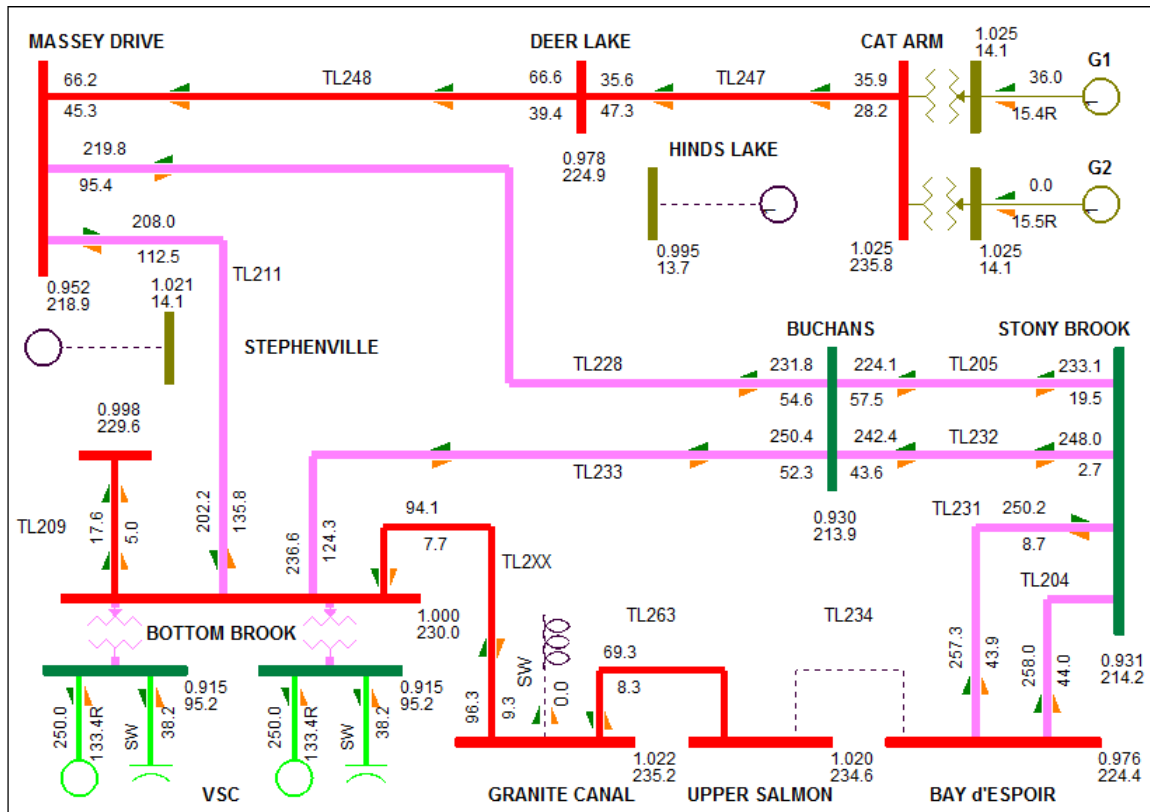 MASSEY DRIVE
DEER LAKE
CAT ARM
1.025
14.1
G1
66.2
TL248
66.6
35.6
TL247
35.9
36.0
45.3
39.4
47.3
28.2
15.4R
219.8
0.978
224.9
HINDS LAKE
G2
95.4
0.0
15.5R
208.0
112.5
TL211
0.995
13.7
1.025
235.8
1.025
14.1
0.952
218.9
1.021
14.1
STEPHENVILLE
BUCHANS
STONY BROOK
TL228
231.8
224.1
TL205
233.1
54.6
57.5
19.5
0.998
229.6
250.4
242.4
TL232
248.0
TL233
52.3
43.6
2.7
TL209
17.6
5.0
202.2
135.8
236.6
124.3
94.1
7.7
TL2XX
0.930
213.9
TL231
250.2
8.7
TL204
1.000
230.0
BOTTOM BROOK
TL263
TL234
0.915
95.2
0.915
95.2
SW
69.3
8.3
257.3
43.9
258.0
44.0
0.931
214.2
250.0
133.4R
SW
38.2
250.0
133.4R
SW
38.2
96.3
9.3
0.0
1.022
235.2
1.020
234.6
0.976
224.4
VSC
GRANITE CANAL
UPPER SALMON
BAY d'ESPOIR